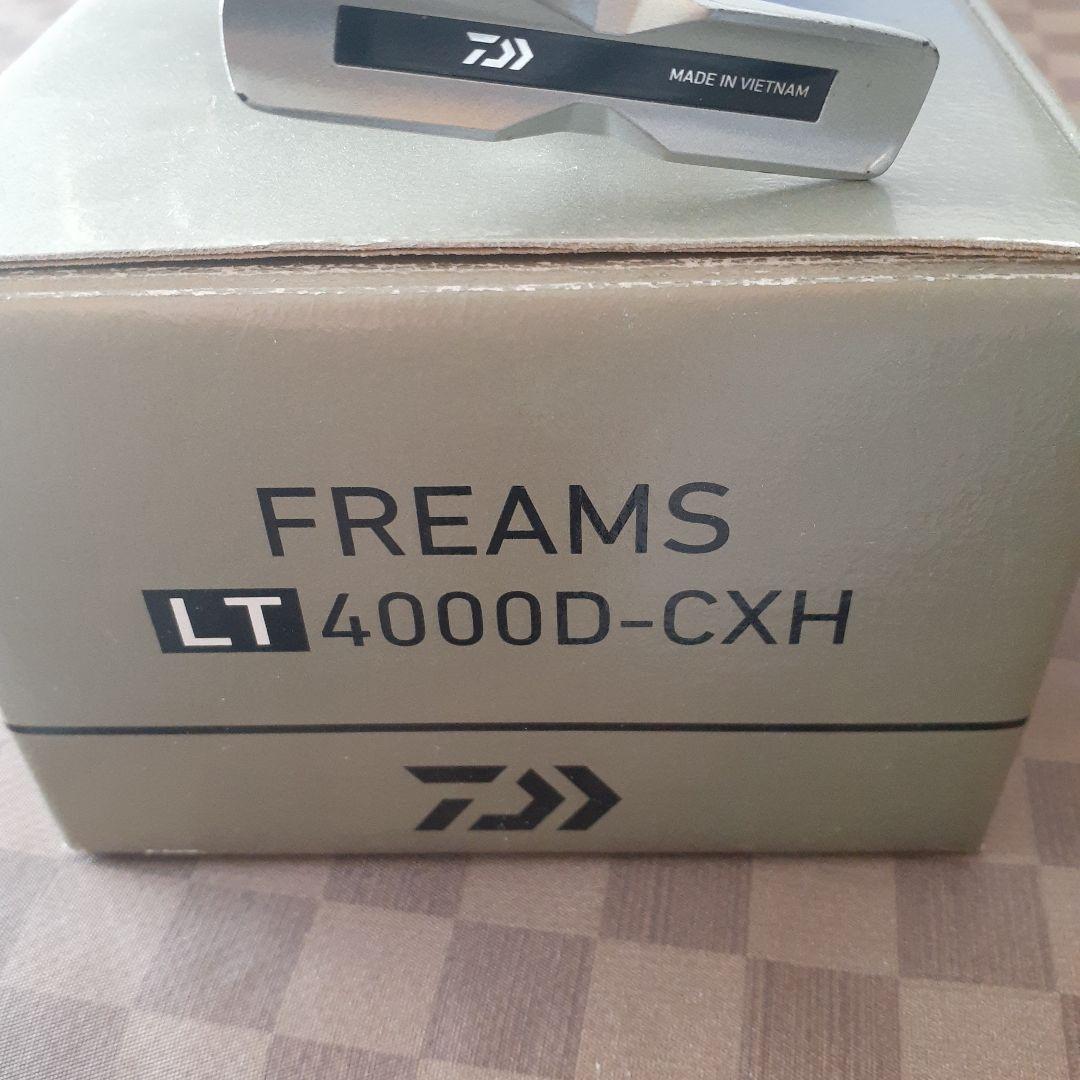 MADE IN VIETNAM
FREAMS
LT 4000D-CXH